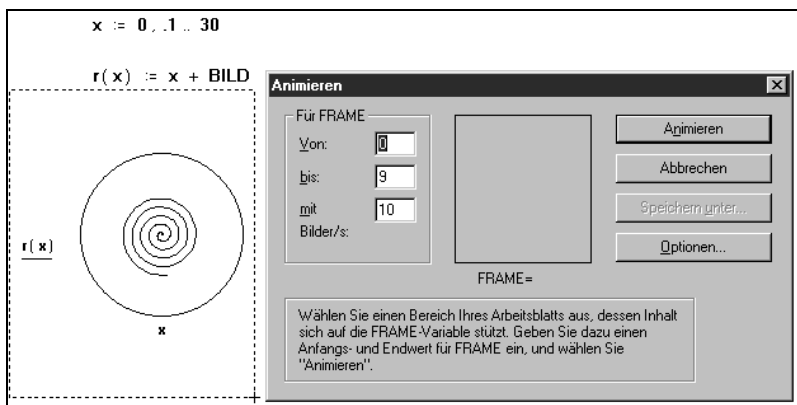 x := 0 , .1 .. 30
r(x) := x + BILD
r(x)
x
Animieren
Für FRAME
Von:
0
bis:
9
mit
10
Bilder/s:
FRAME=
Animieren
Abbrechen
Speichern unter...
Optionen...
Wählen Sie einen Bereich Ihres Arbeitsblatts aus, dessen Inhalt
sich auf die FRAME-Variable stützt. Geben Sie dazu einen
Anfangs- und Endwert für FRAME ein, und wählen Sie
"Animieren".